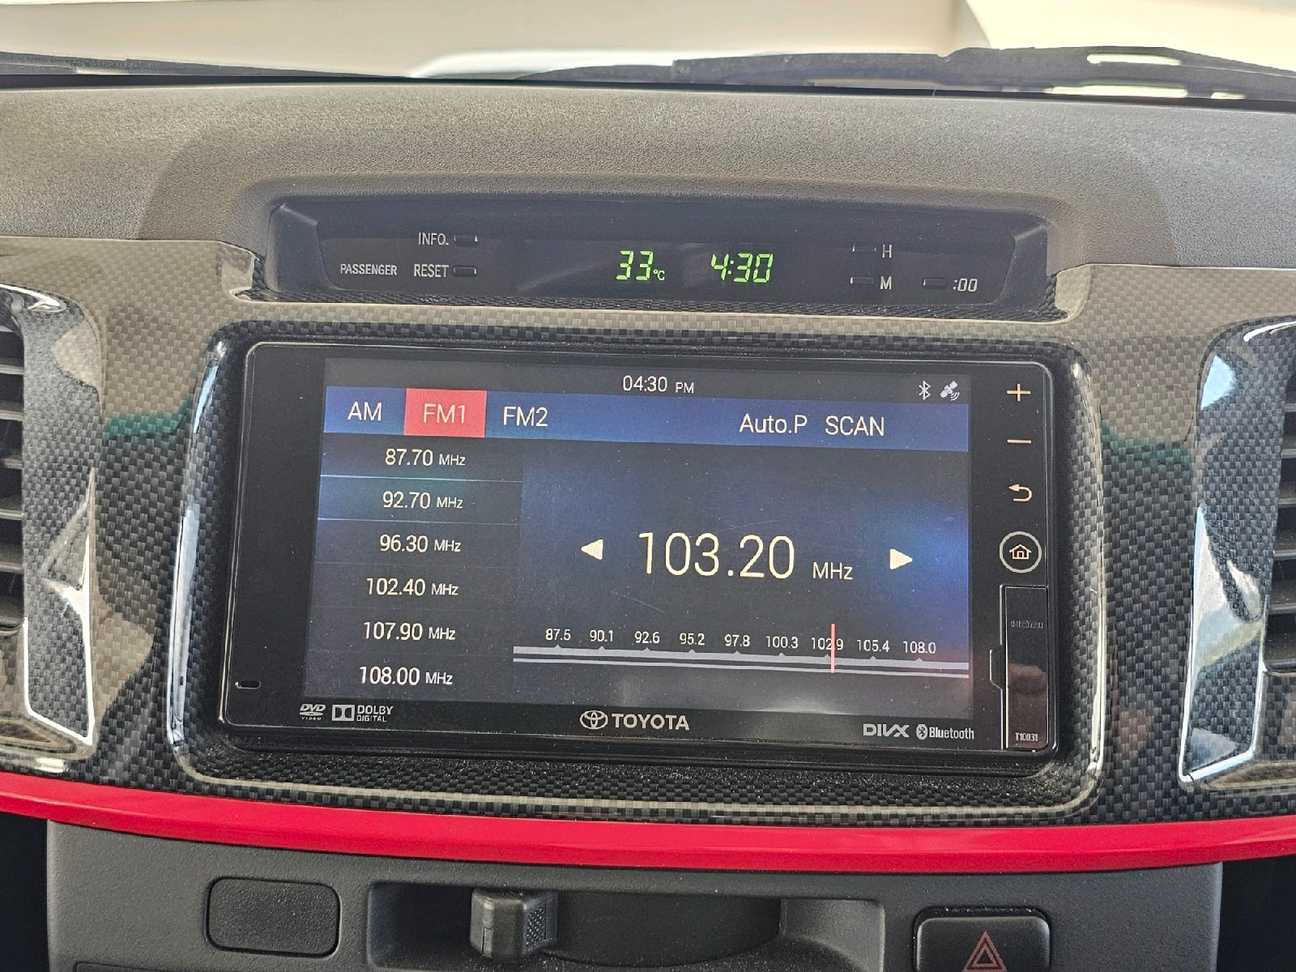 INFO.
PASSENGER RESET
33°C 4:30
H
M :00
04:30 PM
AM FM1 FM2 Auto.P SCAN
87.70 MHz
92.70 MHz
96.30 MHz
102.40 MHz
107.90 MHz
108.00 MHz
103.20 MHz
87.5 90.1 92.6 95.2 97.8 100.3 102.9 105.4 108.0
DVD VIDEO DOLBY DIGITAL
TOYOTA
DIVX Bluetooth
T10031